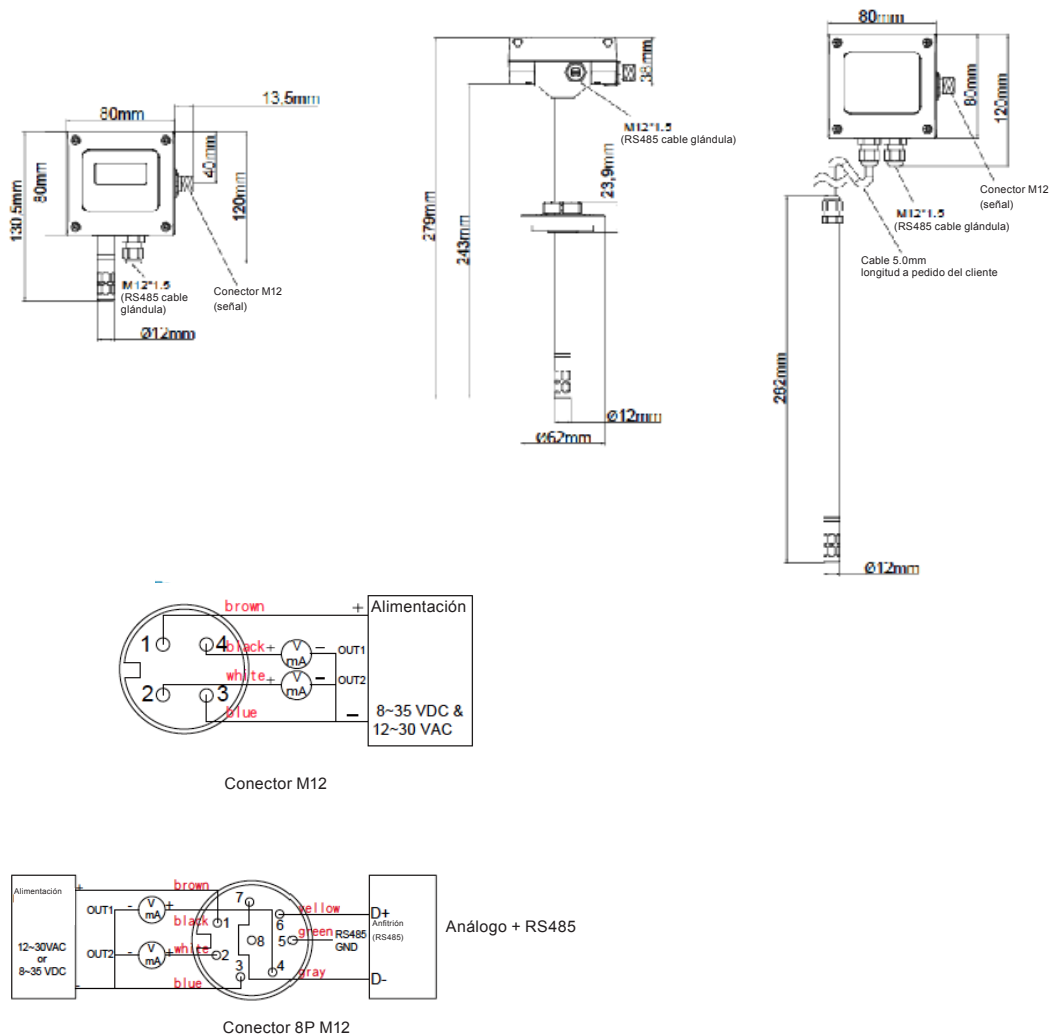 80mm
13,5mm
130,5mm
80mm
40mm
120mm
M12*1.5
(RS485 cable
glándula)
Conector M12
(señal)
Ø12mm
279mm
243mm
38mm
M12*1.5
(RS485 cable glándula)
23,9mm
Ø12mm
Ø62mm
80mm
80mm
120mm
Conector M12
(señal)
M12*1.5
(RS485 cable glándula)
Cable 5.0mm
longitud a pedido del cliente
262mm
Ø12mm
brown
+
Alimentación
1
4
black
+
V
mA
-
OUT1
white
+
V
mA
-
OUT2
2
3
blue
-
8~35 VDC &
12~30 VAC
Conector M12
Alimentación
+
brown
OUT1
-
V
mA
+
black
OUT2
-
V
mA
+
white
12~30VAC
or
8~35 VDC
-
blue
7
1
6
8
5
2
3
4
yellow
D+
Anfitrión
(RS485)
green
RS485
GND
gray
D-
Análogo + RS485
Conector 8P M12